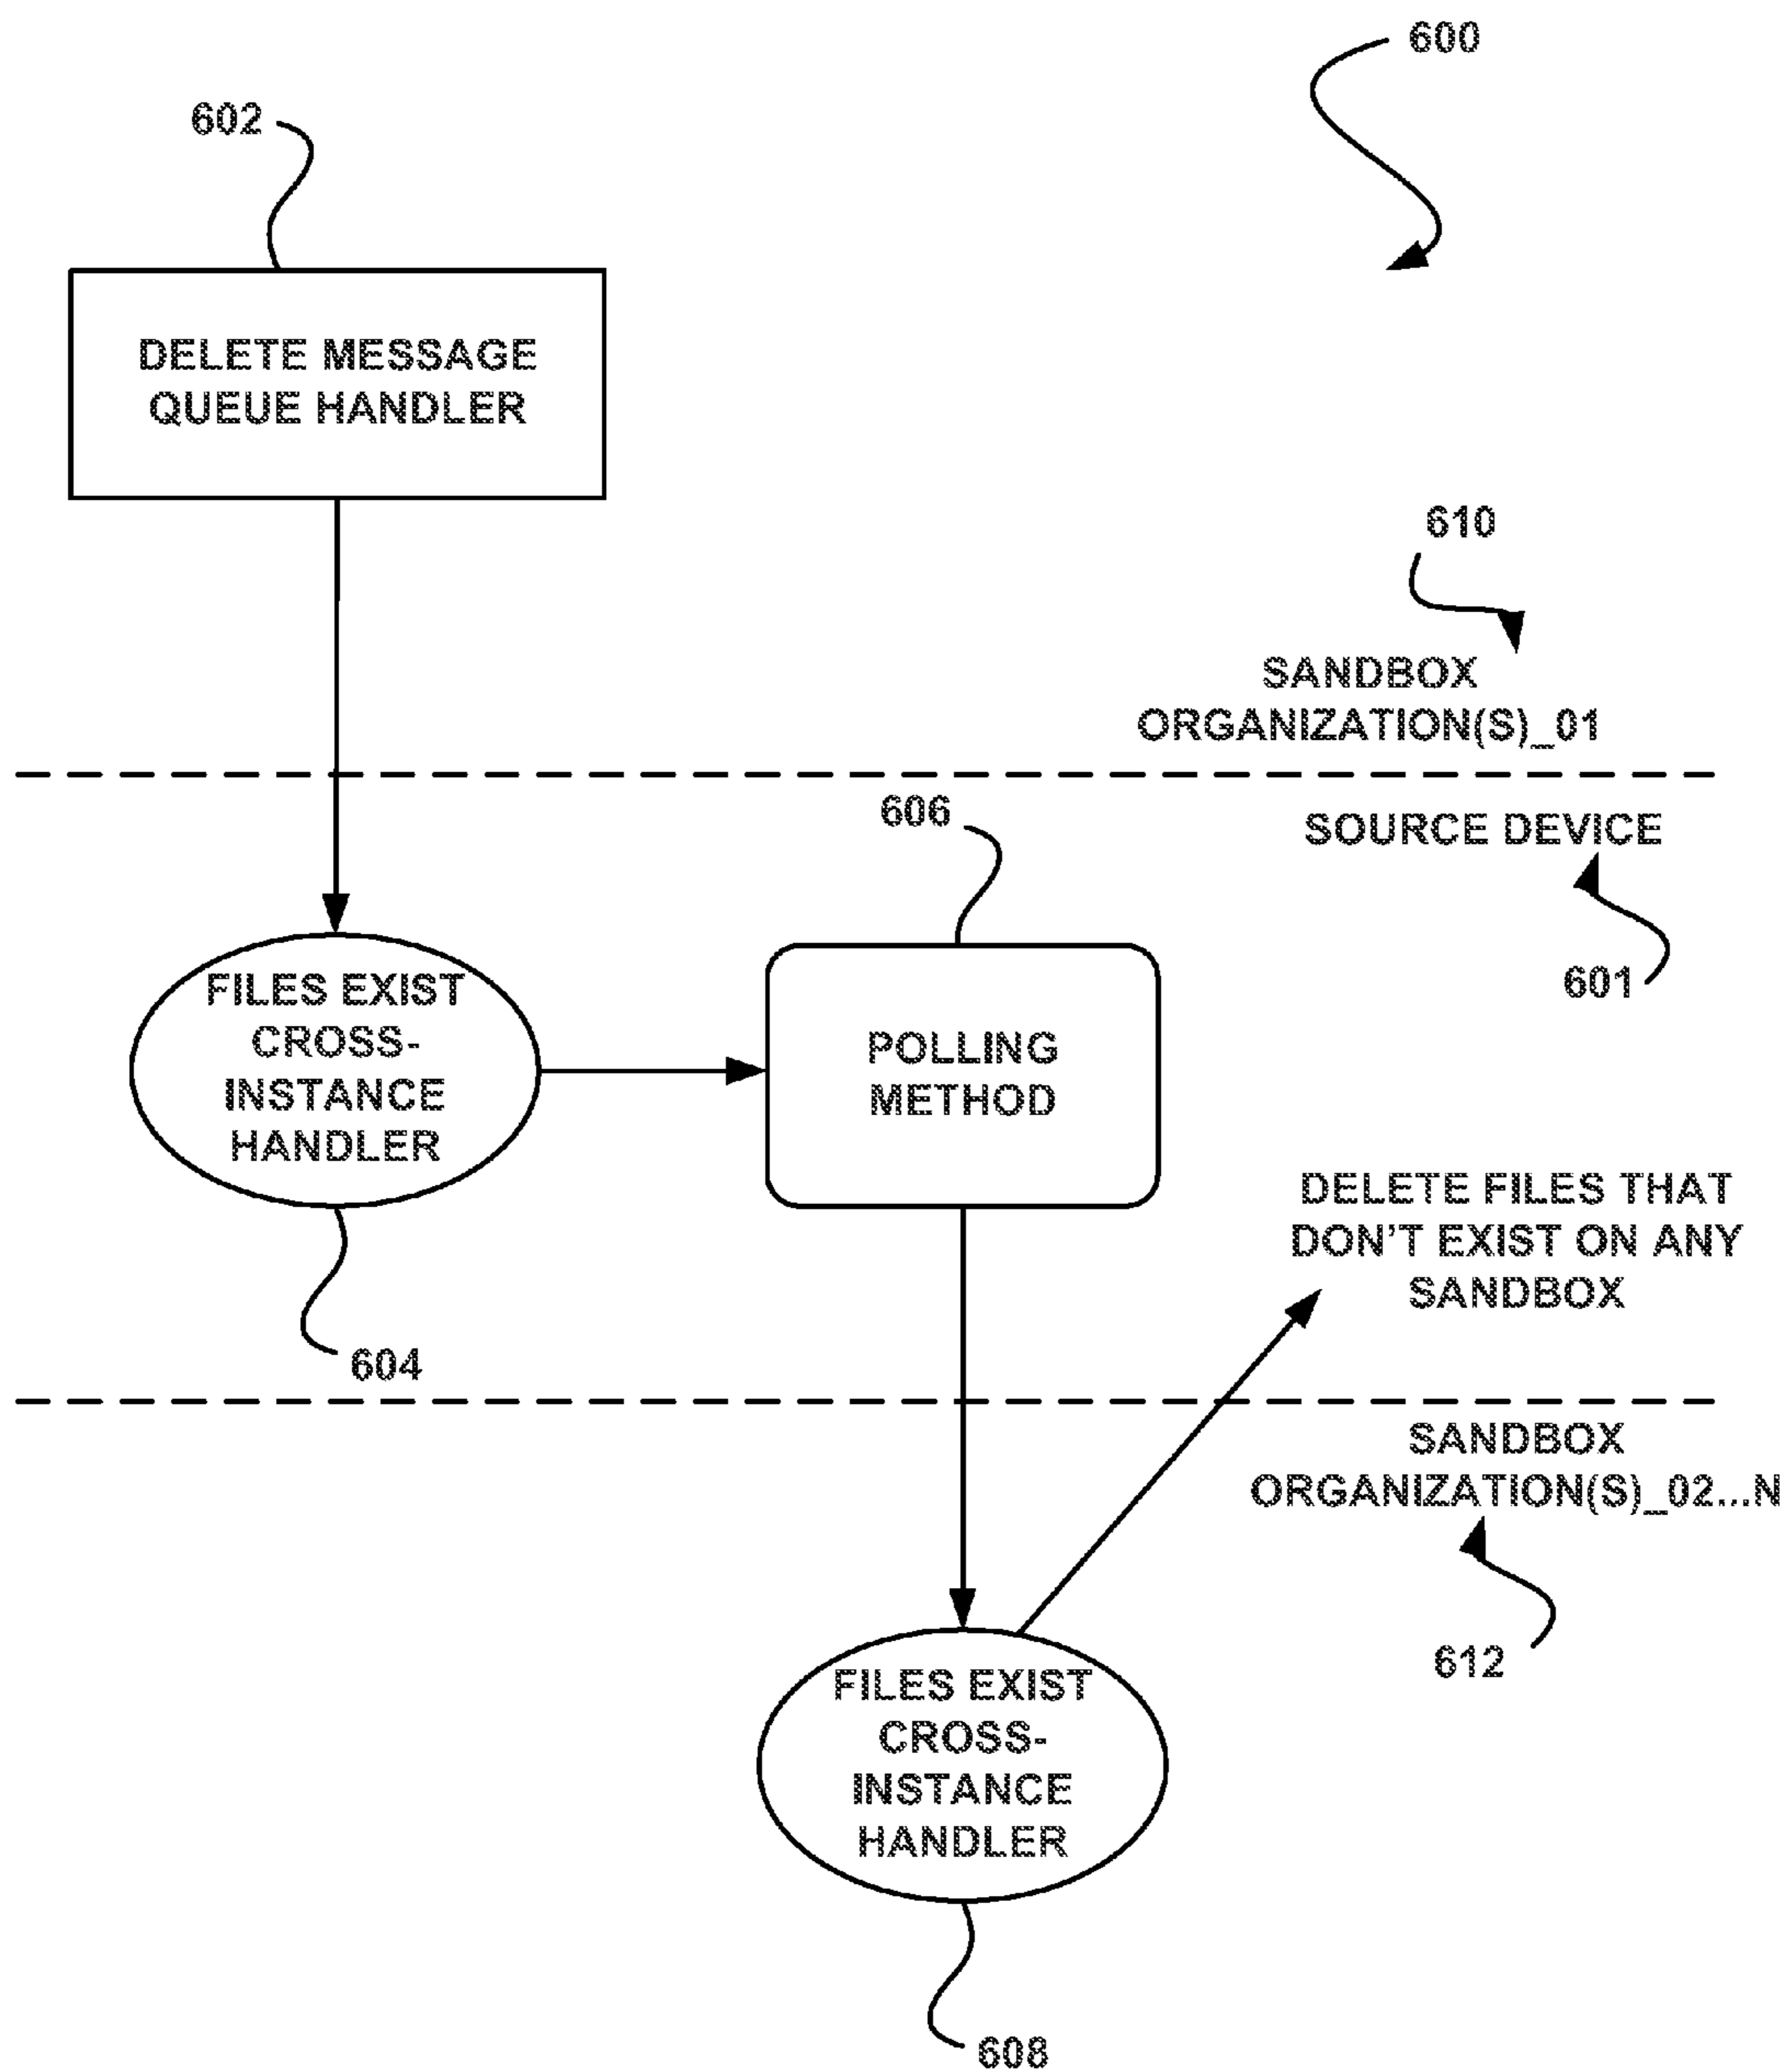 600
602
DELETE MESSAGE
QUEUE HANDLER
610
SANDBOX
ORGANIZATION(S)_01
606
SOURCE DEVICE
601
FILES EXIST
CROSS-
INSTANCE
HANDLER
POLLING
METHOD
DELETE FILES THAT
DON'T EXIST ON ANY
SANDBOX
604
SANDBOX
ORGANIZATION(S)_02...N
612
FILES EXIST
CROSS-
INSTANCE
HANDLER
608